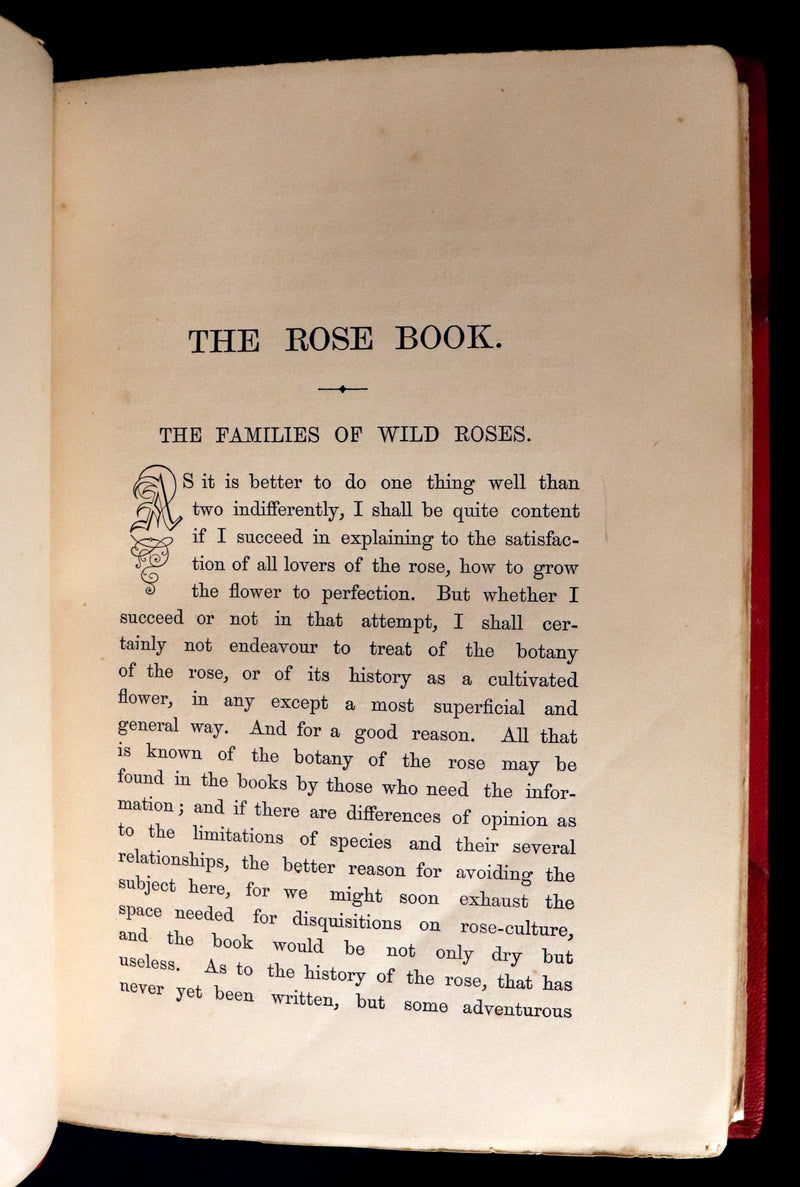 THE ROSE BOOK.
THE FAMILIES OF WILD ROSES.
AS it is better to do one thing well than
two indifferently, I shall be quite content
if I succeed in explaining to the satisfac-
tion of all lovers of the rose, how to grow
the flower to perfection. But whether I
succeed or not in that attempt, I shall cer-
tainly not endeavour to treat of the botany
of the rose, or of its history as a cultivated
flower, in any except a most superficial and
general way. And for a good reason. All that
is known of the botany of the rose may be
found in the books by those who need the infor-
mation; and if there are differences of opinion as
to the limitations of species and their several
relationships, the better reason for avoiding the
subject here, for we might soon exhaust the
space needed for disquisitions on rose-culture,
and the book would be not only dry but
useless. As to the history of the rose, that has
never yet been written, but some adventurous